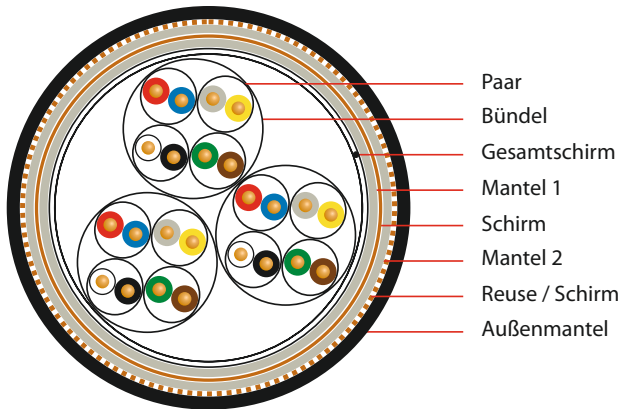 Paar
Bündel
Gesamtschirm
Mantel 1
Schirm
Mantel 2
Reuse / Schirm
Außenmantel